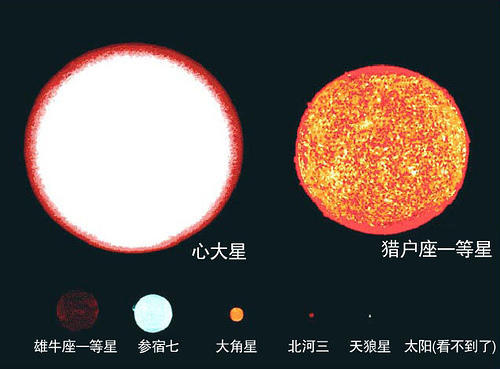 心大星
猎户座一等星
雄牛座一等星
参宿七
大角星
北河三
天狼星
太阳(看不到了)